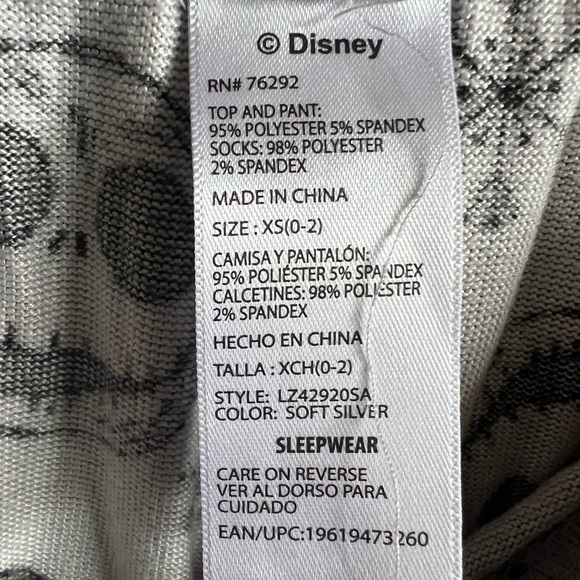 © Disney
RN# 76292
TOP AND PANT:
95% POLYESTER 5% SPANDEX
SOCKS: 98% POLYESTER
2% SPANDEX
MADE IN CHINA
SIZE : XS(0-2)
CAMISA Y PANTALÓN:
95% POLIÉSTER 5% SPANDEX
CALCETINES: 98% POLIÉSTER
2% SPANDEX
HECHO EN CHINA
TALLA : XCH(0-2)
STYLE: LZ42920SA
COLOR: SOFT SILVER
SLEEPWEAR
CARE ON REVERSE
VER AL DORSO PARA
CUIDADO
EAN/UPC:19619473260